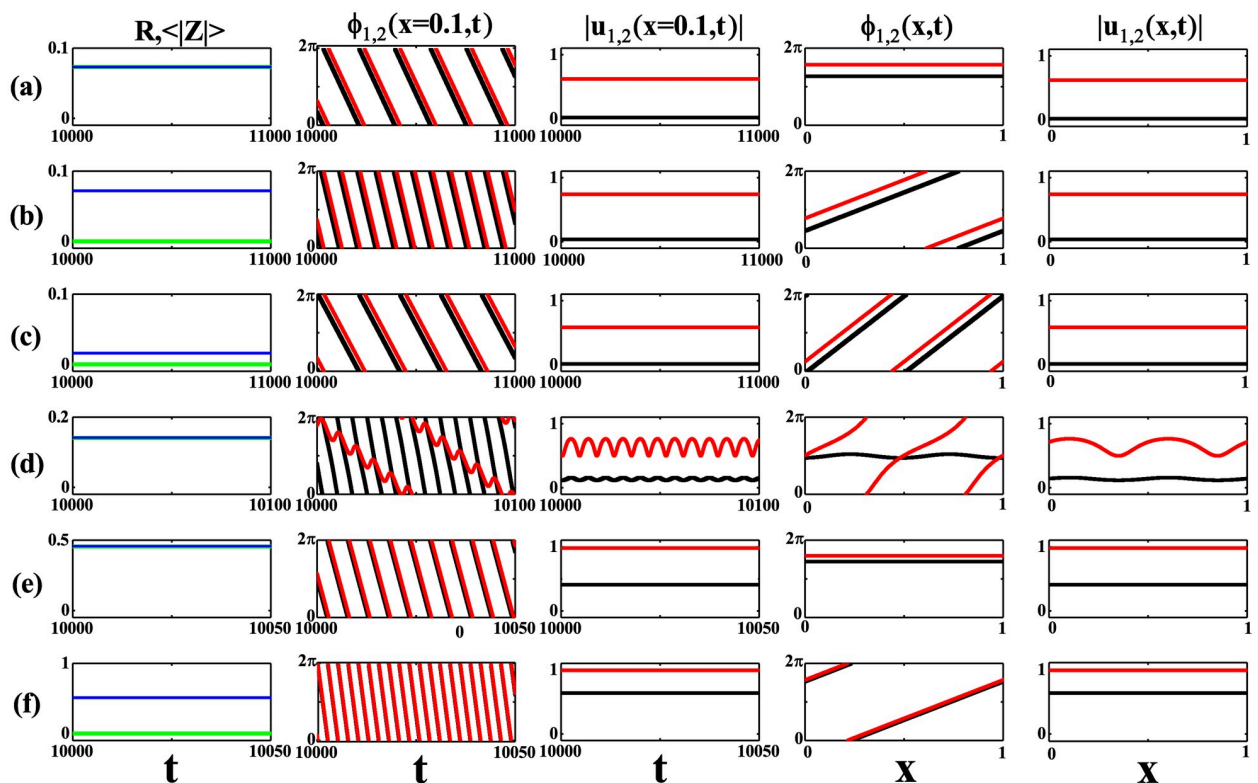 R,<|Z|> ϕ1,2(x=0.1,t) |u1,2(x=0.1,t)| ϕ1,2(x,t) |u1,2(x,t)|
(a)
0.1 2π 1 2π 1
0 0 0 0 0
10000 11000 10000 11000 10000 11000 0 1 0 1
(b)
0.1 2π 1 2π 1
0 0 0 0 0
10000 11000 10000 11000 10000 11000 0 1 0 1
(c)
0.1 2π 1 2π 1
0 0 0 0 0
10000 11000 10000 11000 10000 11000 0 1 0 1
(d)
0.2 2π 1 2π 1
0 0 0 0 0
10000 10100 10000 10100 10000 10100 0 1 0 1
(e)
0.5 2π 1 2π 1
0 0 0 0 0
10000 10050 10000 0 10050 10000 10050 0 1 0 1
(f)
1 2π 1 2π 1
0 0 0 0 0
10000 10050 10000 10050 10000 10050 0 1 0 1
t t t x x